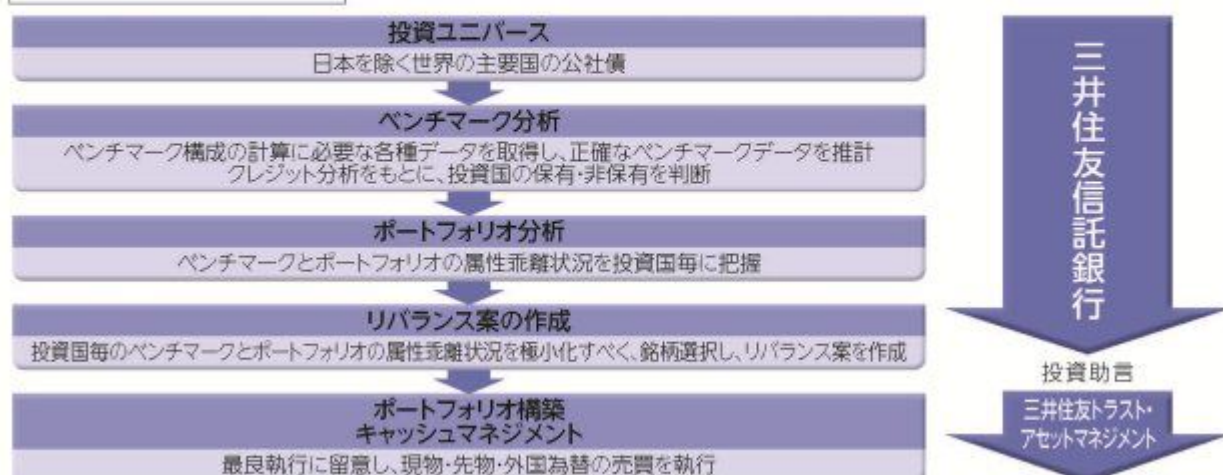 投資ユニバース
日本を除く世界の主要国の公社債
ベンチマーク分析
ベンチマーク構成の計算に必要な各種データを取得し、正確なベンチマークデータを推計
クレジット分析をもとに、投資国の保有・非保有を判断
ポートフォリオ分析
ベンチマークとポートフォリオの属性乖離状況を投資国毎に把握
リバランス案の作成
投資国毎のベンチマークとポートフォリオの属性乖離状況を極小化すべく、銘柄選択し、リバランス案を作成
ポートフォリオ構築
キャッシュマネジメント
最良執行に留意し、現物・先物・外国為替の売買を執行
三井住友信託銀行
投資助言
三井住友トラスト・
アセットマネジメント